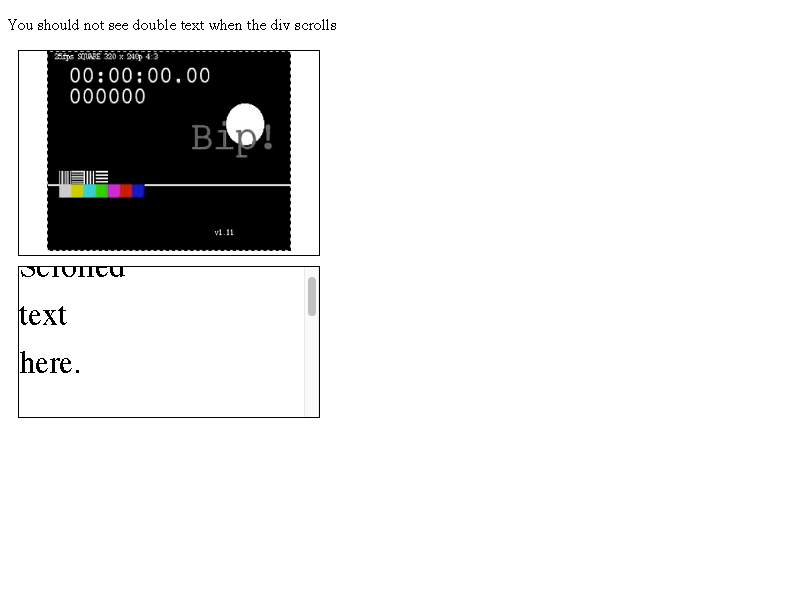 You should not see double text when the div scrolls
25fps SQUARE 320 x 240p 4:3
00:00:00.00
000000
Bip!
v1.11
Scrolled
text
here.